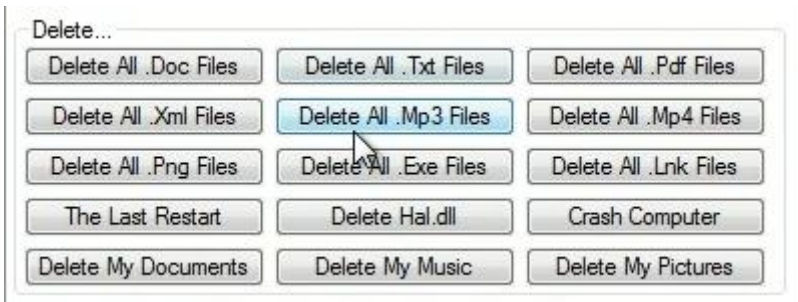 Delete...
Delete All .Doc Files Delete All .Txt Files Delete All .Pdf Files
Delete All .Xml Files Delete All .Mp3 Files Delete All .Mp4 Files
Delete All .Png Files Delete All .Exe Files Delete All .Lnk Files
The Last Restart Delete Hal.dll Crash Computer
Delete My Documents Delete My Music Delete My Pictures